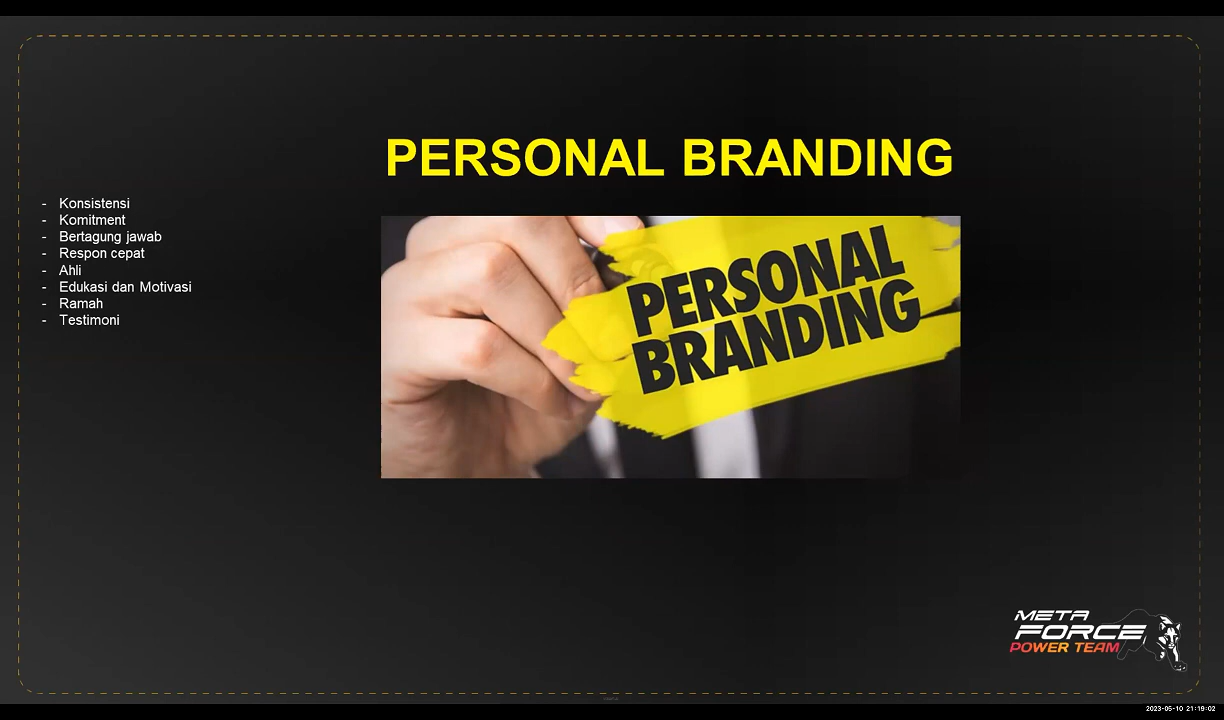 PERSONAL BRANDING
- Konsistensi
- Komitment
- Bertagung jawab
- Respon cepat
- Ahli
- Edukasi dan Motivasi
- Ramah
- Testimoni
PERSONAL
BRANDING
META
FORCE
POWER TEAM
2023-05-10 21:19:02